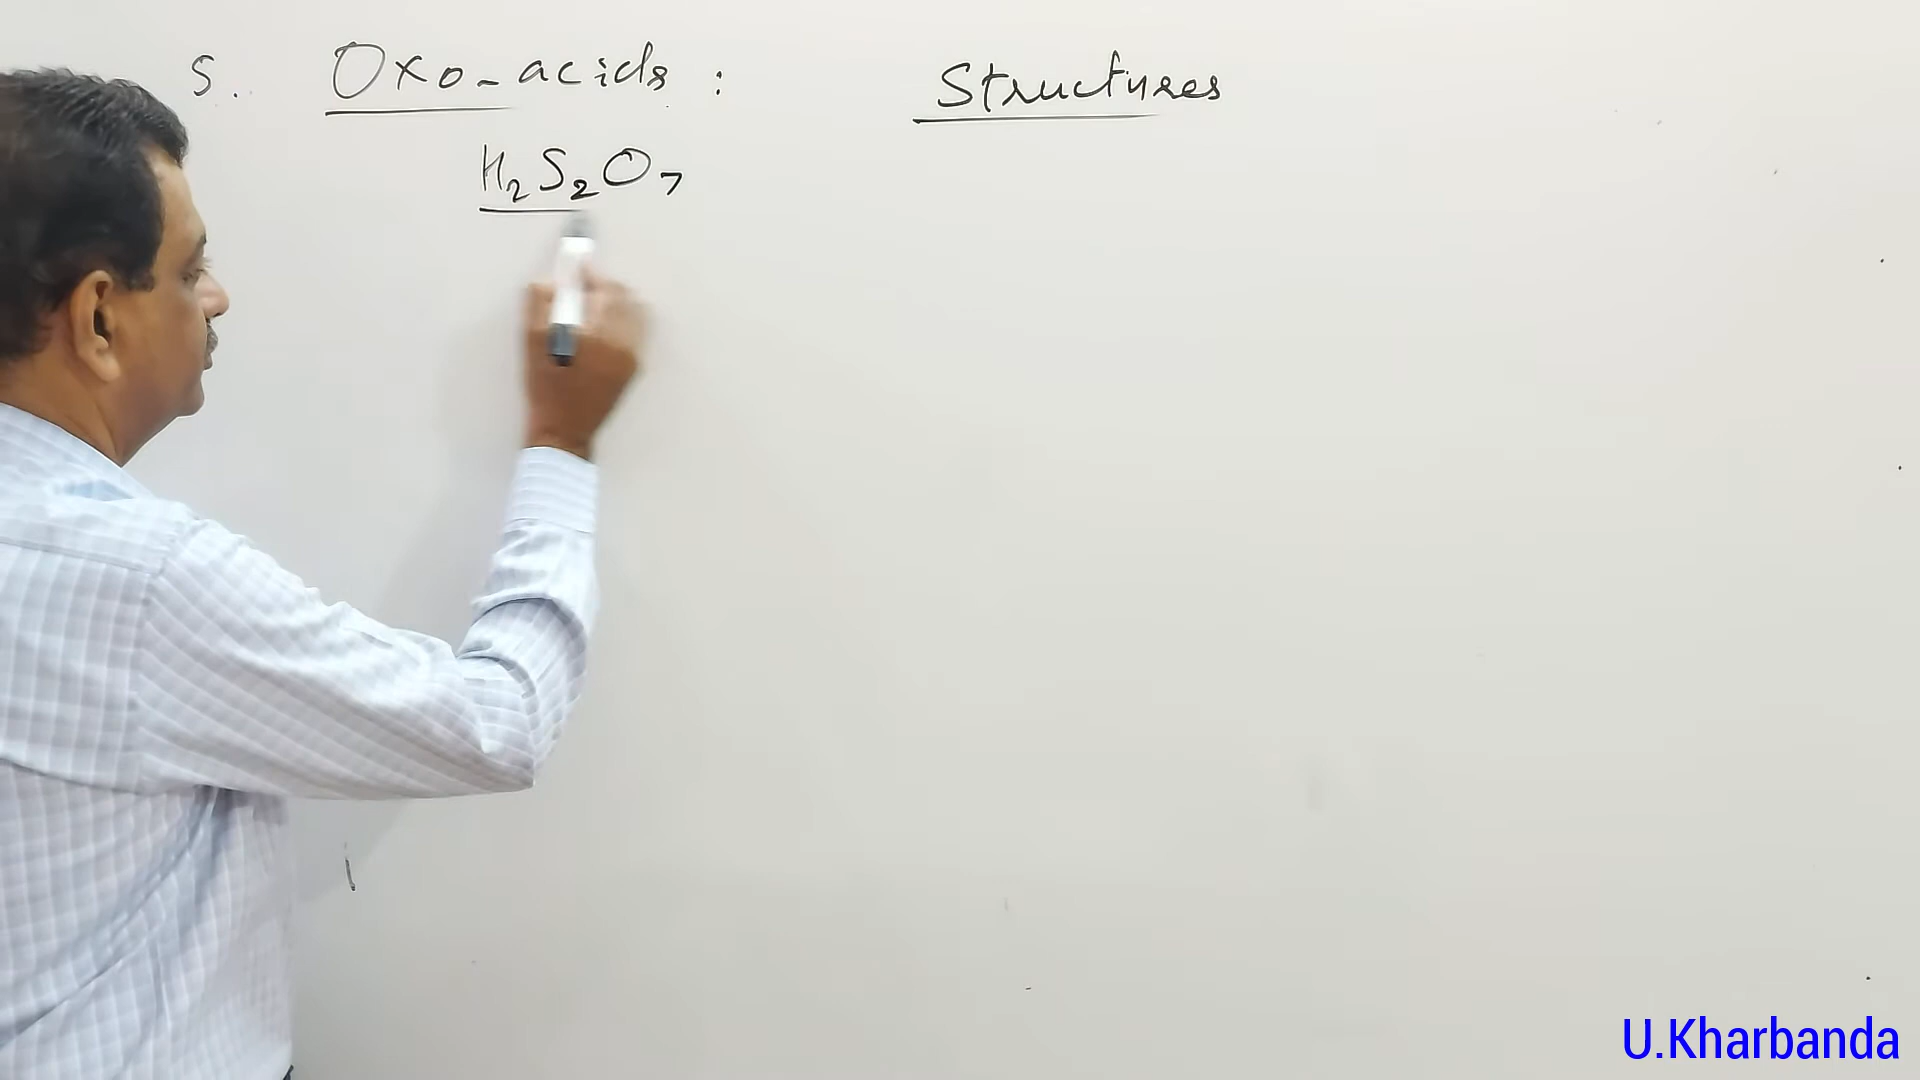 S. Oxo-acids : Structures
H₂S₂O₇
U.Kharbanda